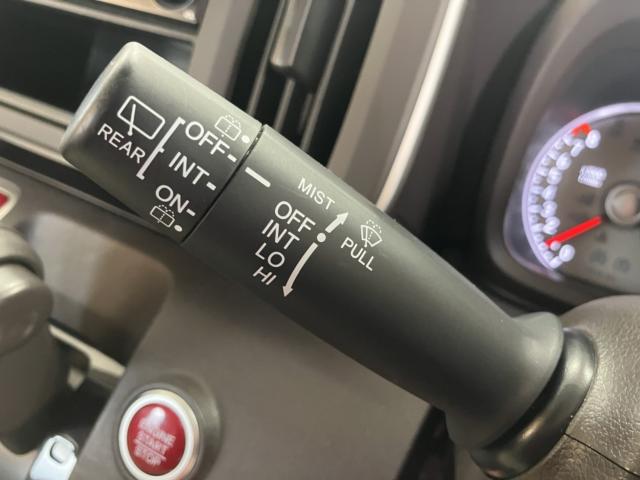 REAR
OFF
INT
ON
MIST
OFF
INT
LO
HI
PULL
ENGINE
START
STOP